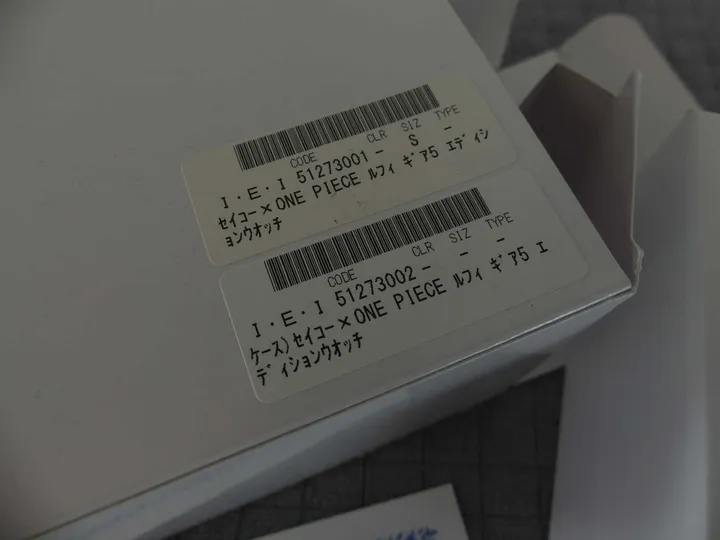 CODE CLR SIZ TYPE
I・E・I 51273001 - S -
セイコー×ONE PIECE ﾙﾌｨ ｷﾞｱ5 ｴﾃﾞｨｼ
ｮﾝｳｵｯﾁ
CODE CLR SIZ TYPE
I・E・I 51273002 - - -
ケース)セイコー×ONE PIECE ﾙﾌｨ ｷﾞｱ5 ｴ
ﾃﾞｨｼｮﾝｳｵｯﾁ